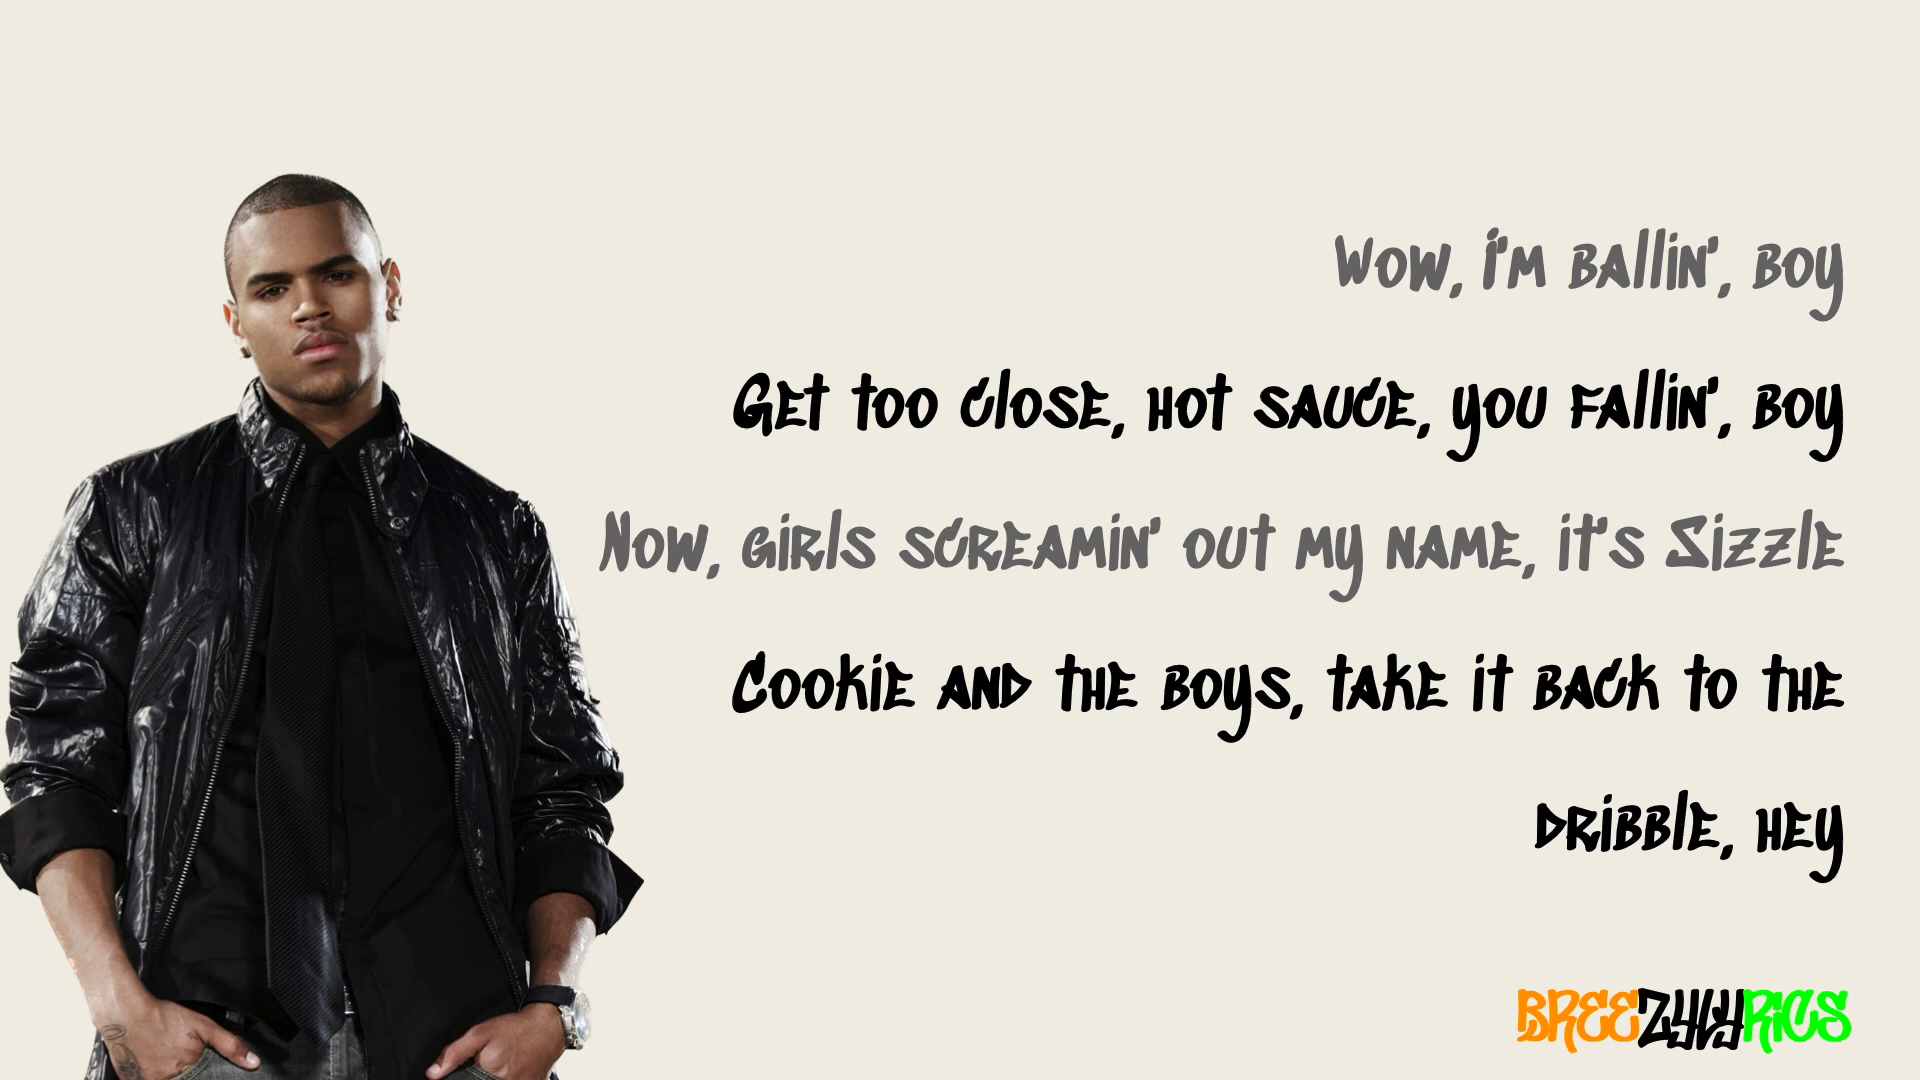 Wow, I'm ballin', boy
Get too close, hot sauce, you fallin', boy
Now, girls screamin' out my name, it's Sizzle
Cookie and the boys, take it back to the
dribble, hey
BREEZYLYRICS